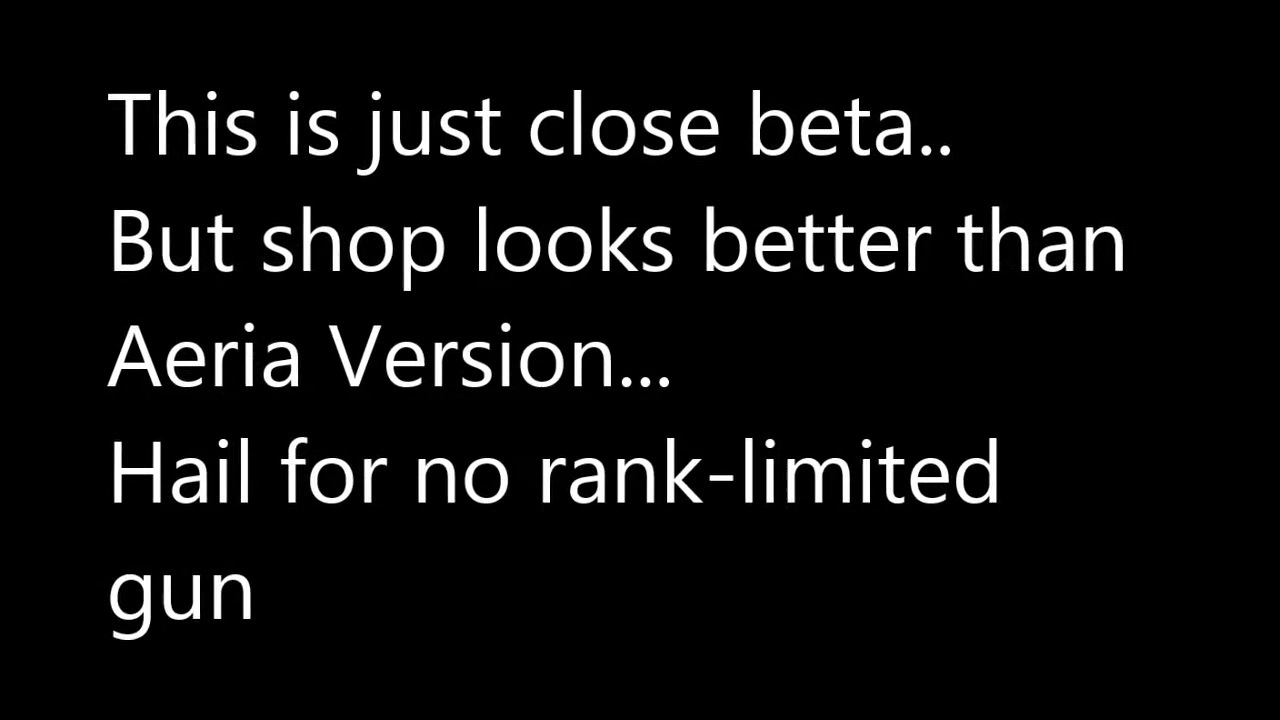 This is just close beta..
But shop looks better than
Aeria Version...
Hail for no rank-limited
gun